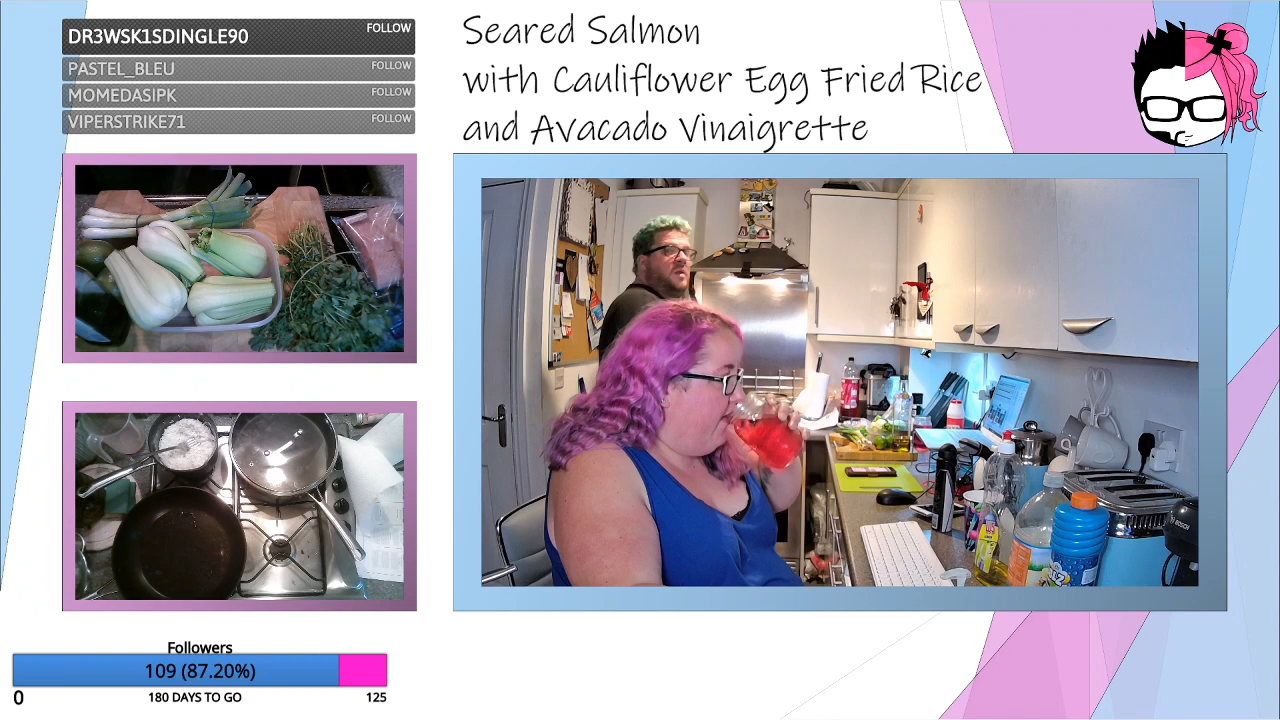 DR3WSK1SDINGLE90 FOLLOW
PASTEL_BLEU FOLLOW
MOMEDASIPK FOLLOW
VIPERSTRIKE71 FOLLOW
Seared Salmon
with Cauliflower Egg Fried Rice
and Avacado Vinaigrette
BOSCH
Followers
109 (87.20%)
0 180 DAYS TO GO 125